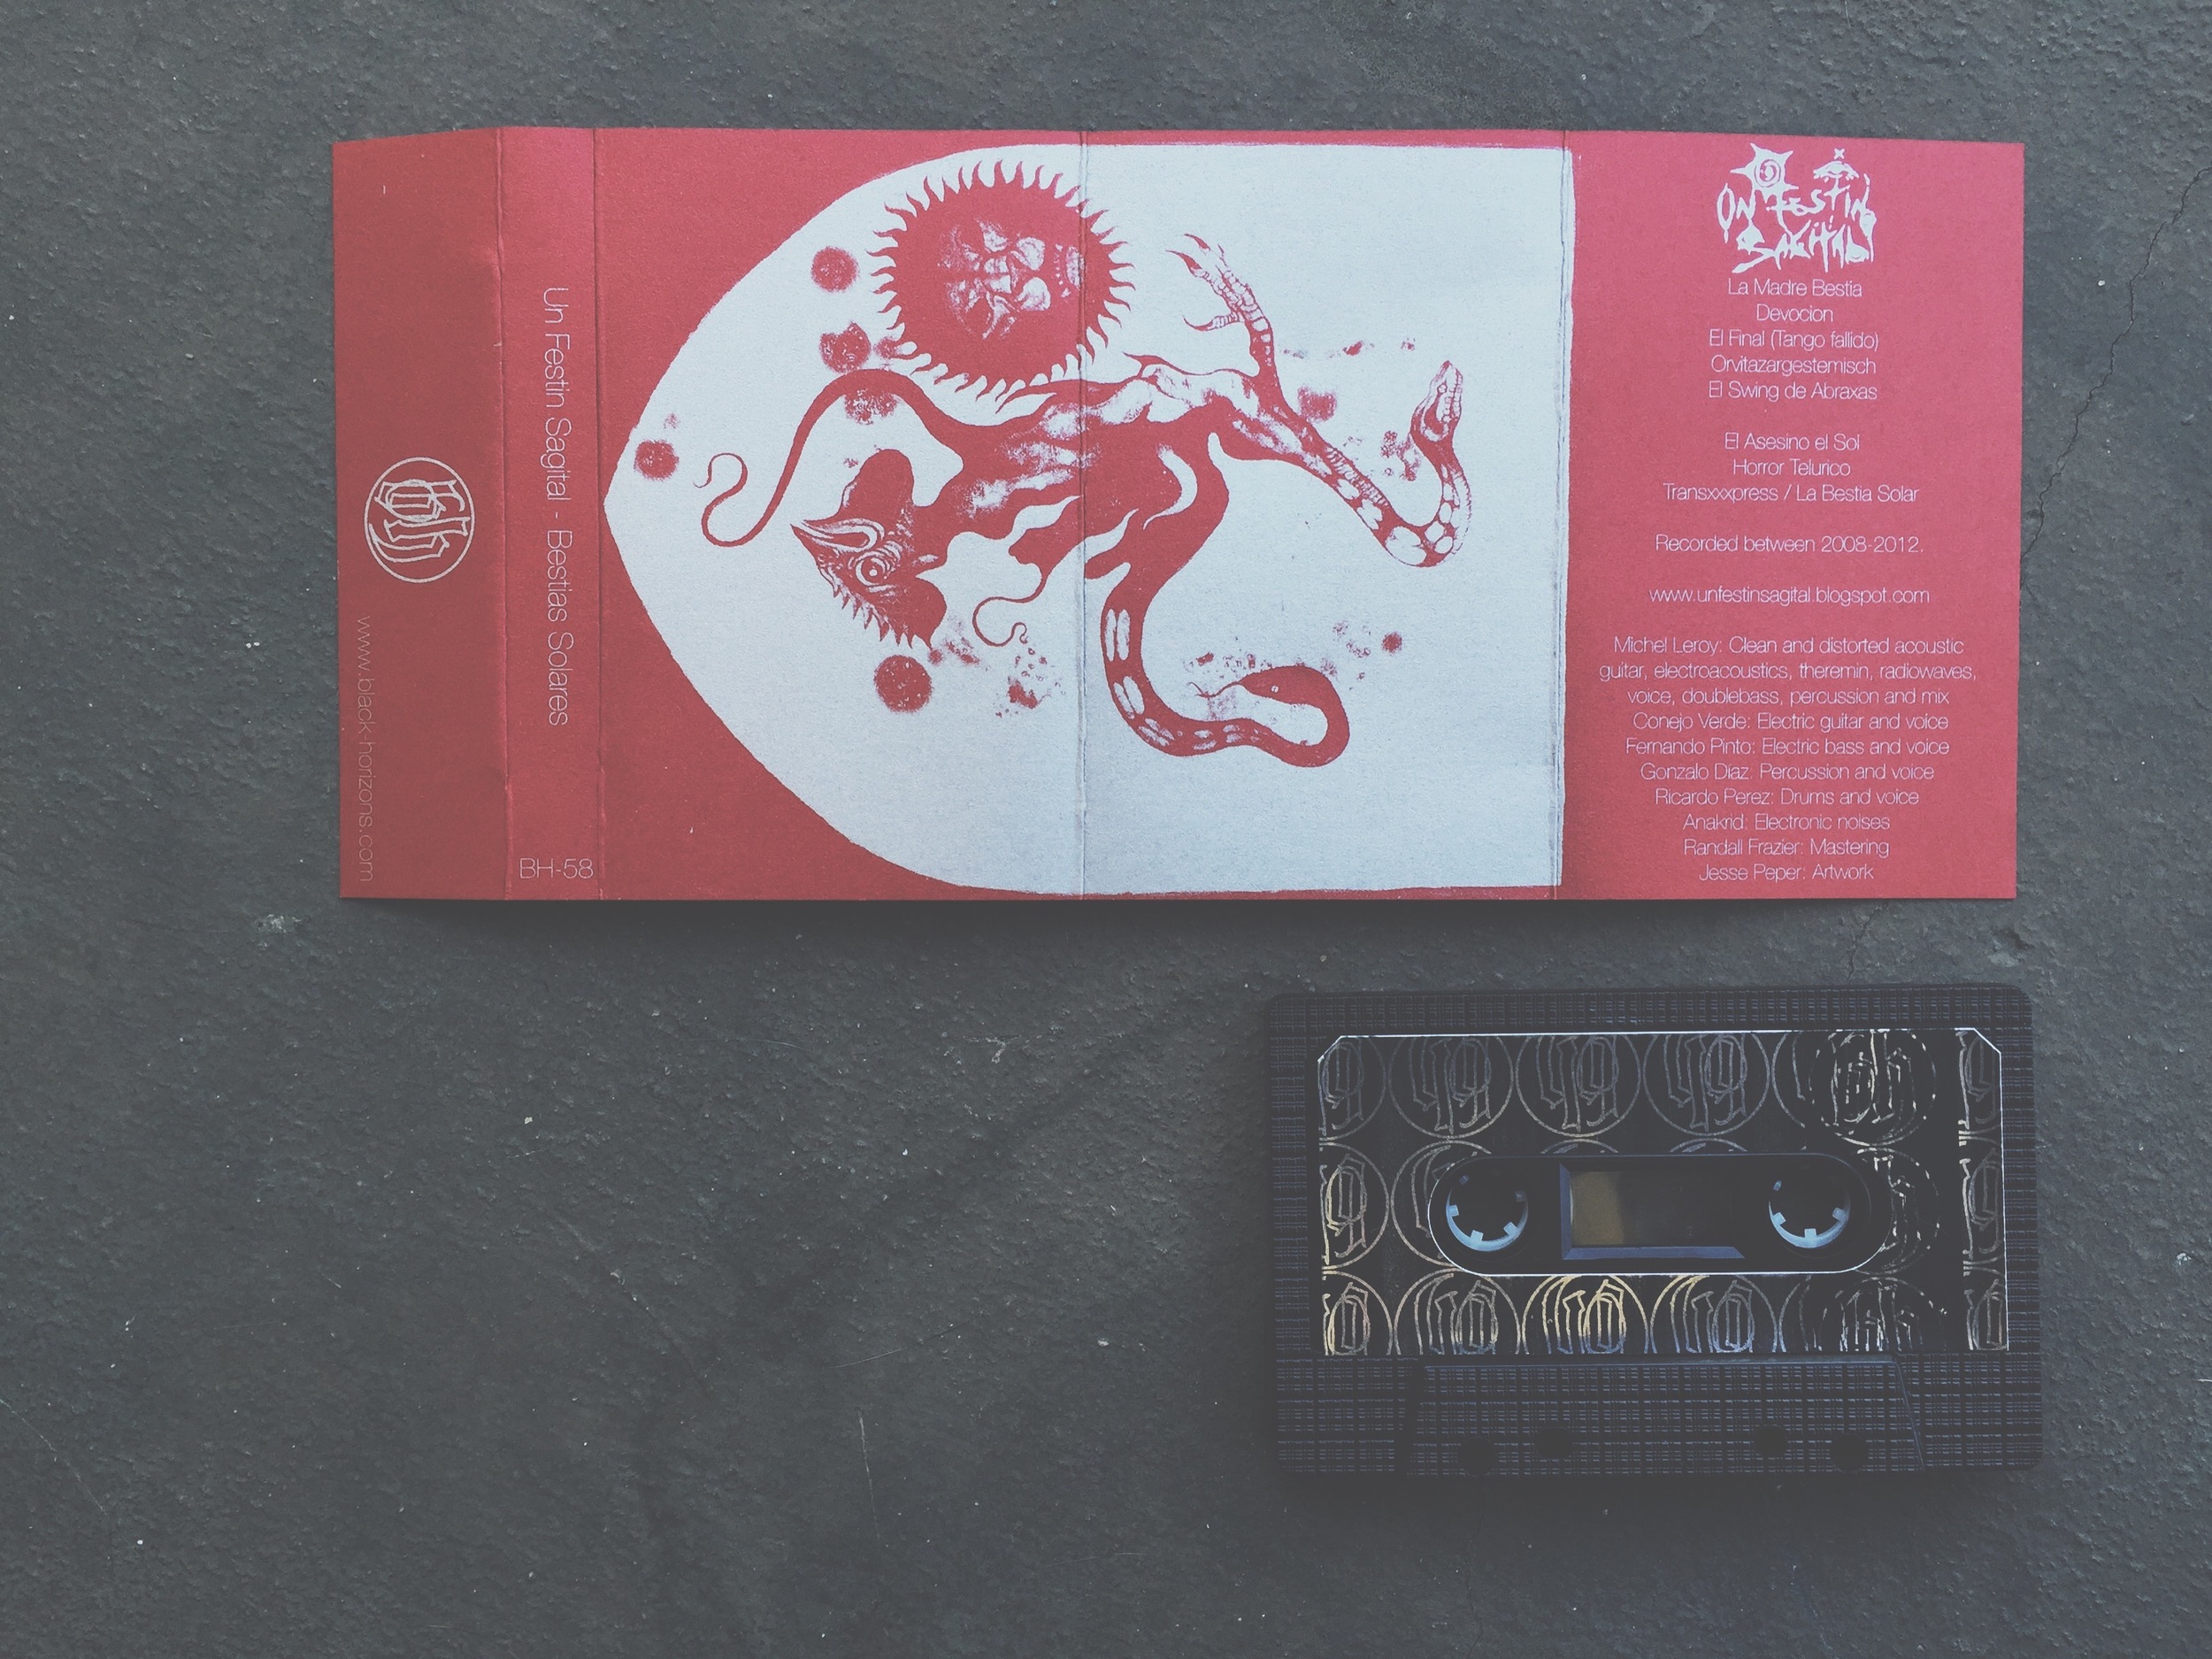 www.black-horizons.com
Un Festin Sagital - Bestias Solares
BH-58
UN FESTIN
SAGITAL
La Madre Bestia
Devocion
El Final (Tango fallido)
Orvitazargestemisch
El Swing de Abraxas
El Asesino el Sol
Horror Telurico
Transxxxpress / La Bestia Solar
Recorded between 2008-2012.
www.unfestinsagital.blogspot.com
Michel Leroy: Clean and distorted acoustic
guitar, electroacoustics, theremin, radiowaves,
voice, doublebass, percussion and mix
Conejo Verde: Electric guitar and voice
Fernando Pinto: Electric bass and voice
Gonzalo Díaz: Percussion and voice
Ricardo Perez: Drums and voice
Anakrid: Electronic noises
Randall Frazier: Mastering
Jesse Peper: Artwork